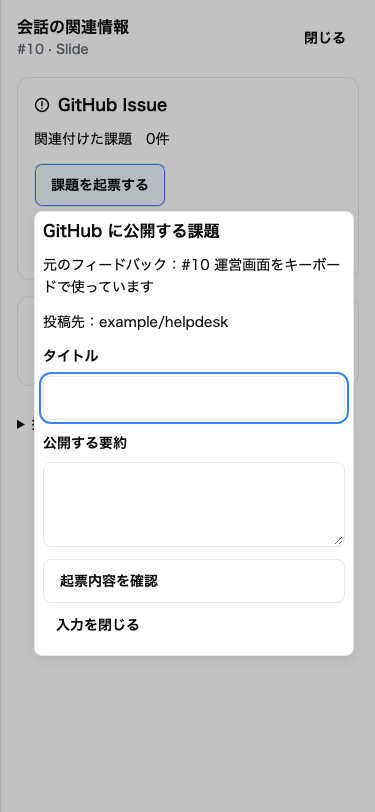 会話の関連情報
#10 · Slide
閉じる
GitHub Issue
関連付けた課題 0件
課題を起票する
GitHub に公開する課題
元のフィードバック：#10 運営画面をキーボー
ドで使っています
投稿先：example/helpdesk
タイトル
公開する要約
起票内容を確認
入力を閉じる